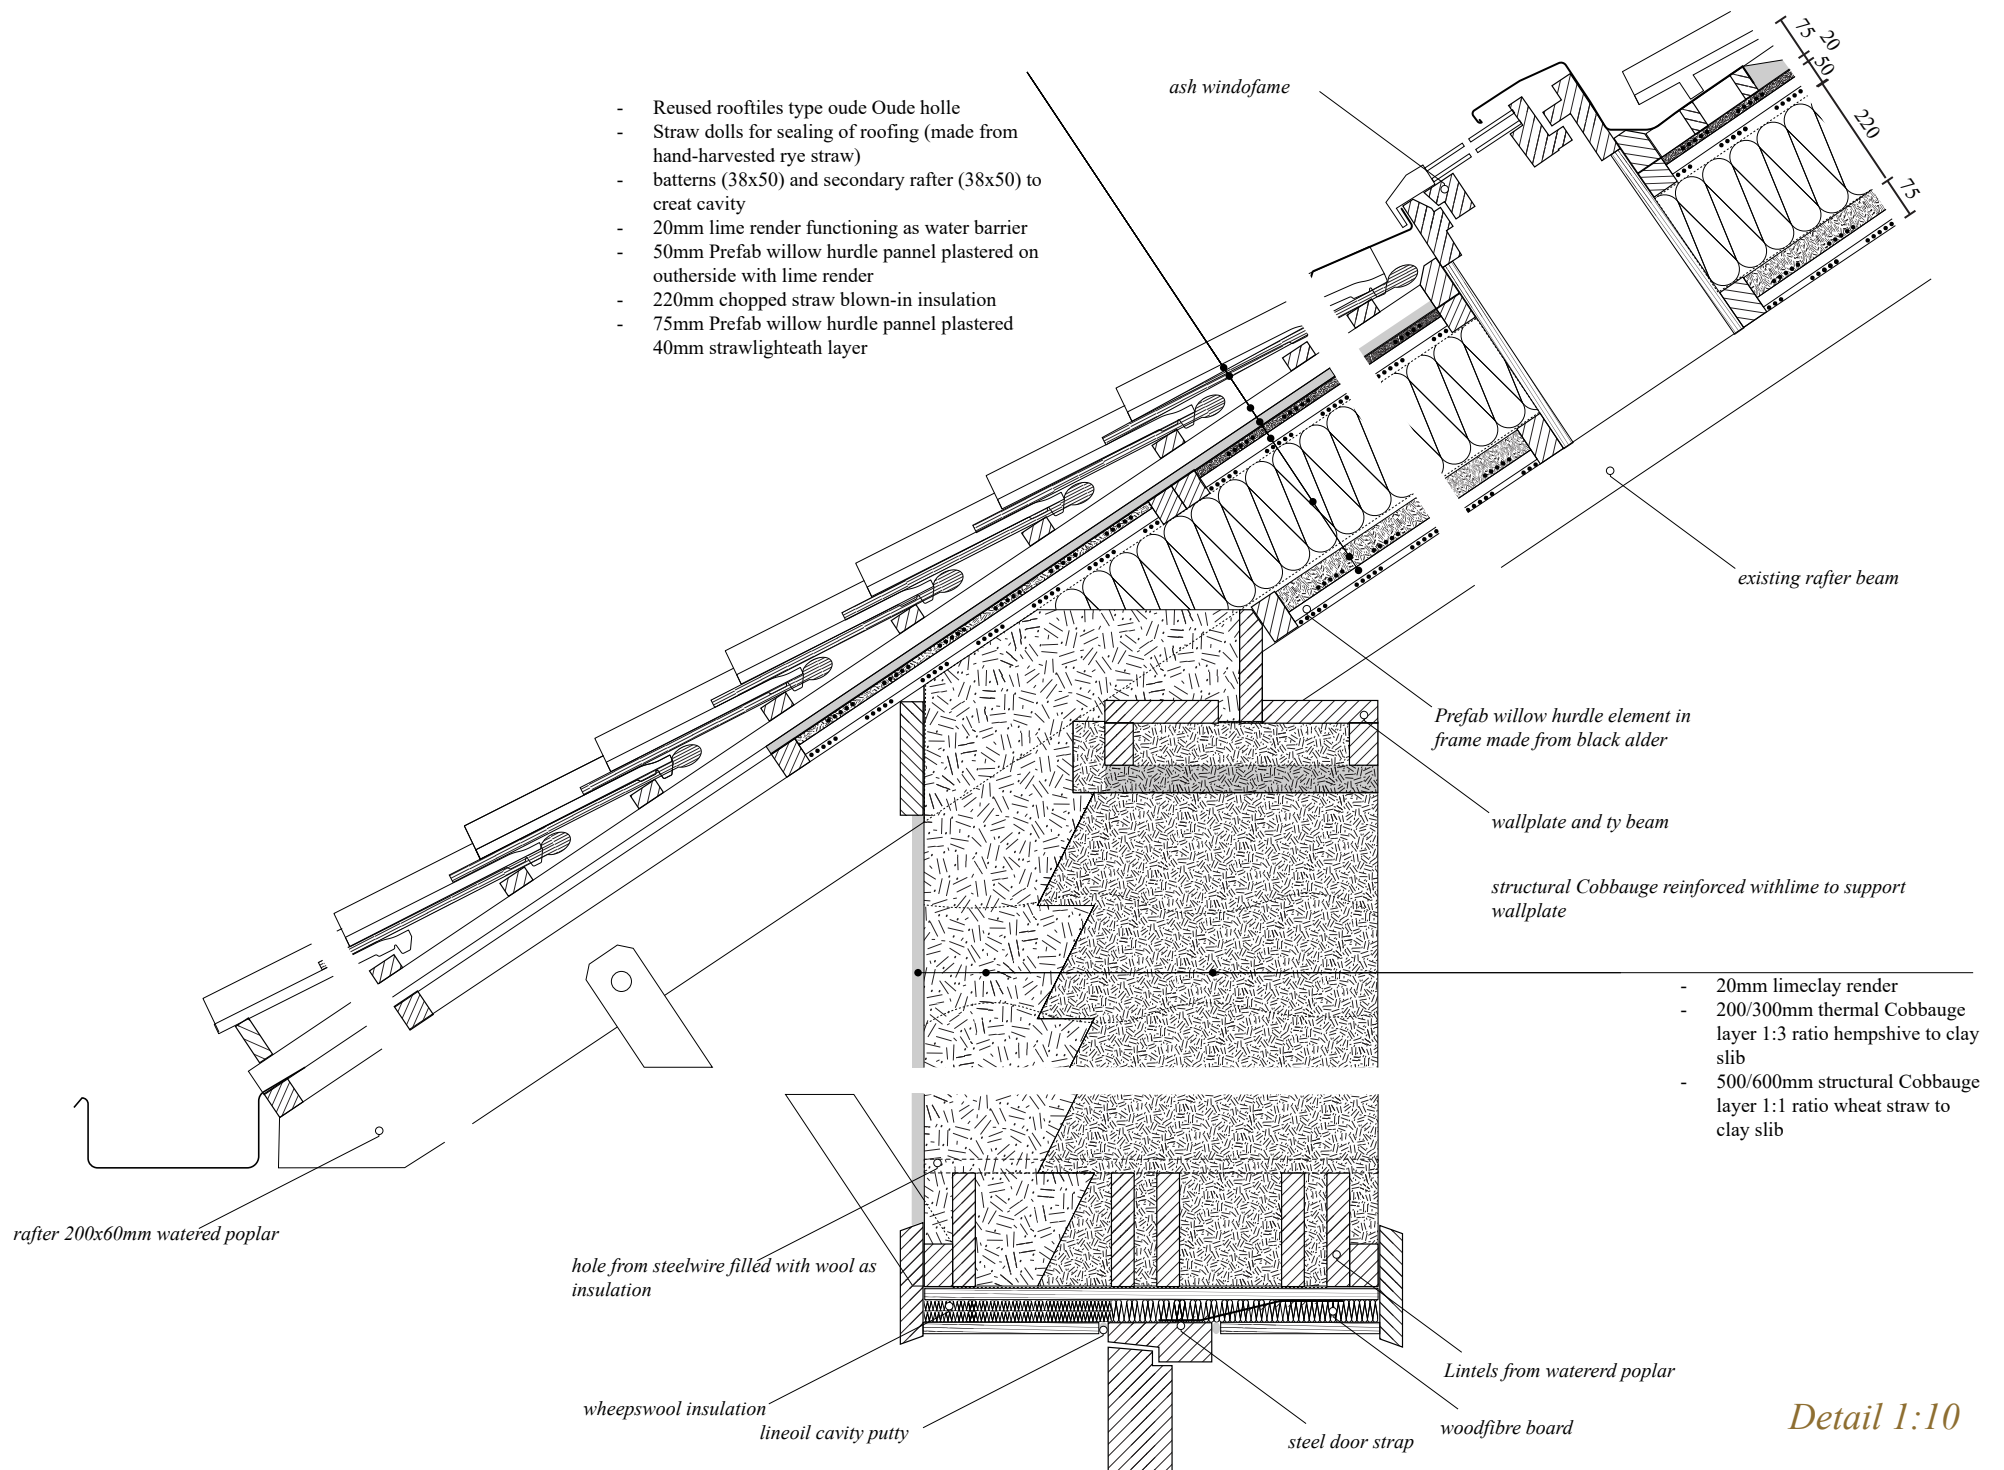 ash windofame
75
20
50
220
75
- Reused rooftiles type oude Oude holle
- Straw dolls for sealing of roofing (made from
hand-harvested rye straw)
- batterns (38x50) and secondary rafter (38x50) to
creat cavity
- 20mm lime render functioning as water barrier
- 50mm Prefab willow hurdle pannel plastered on
outherside with lime render
- 220mm chopped straw blown-in insulation
- 75mm Prefab willow hurdle pannel plastered
40mm strawlighteath layer
existing rafter beam
Prefab willow hurdle element in
frame made from black alder
wallplate and ty beam
structural Cobbauge reinforced withlime to support
wallplate
- 20mm limeclay render
- 200/300mm thermal Cobbauge
layer 1:3 ratio hempshive to clay
slib
- 500/600mm structural Cobbauge
layer 1:1 ratio wheat straw to
clay slib
rafter 200x60mm watered poplar
hole from steelwire filled with wool as
insulation
wheepswool insulation
lineoil cavity putty
steel door strap
woodfibre board
Lintels from watererd poplar
Detail 1:10